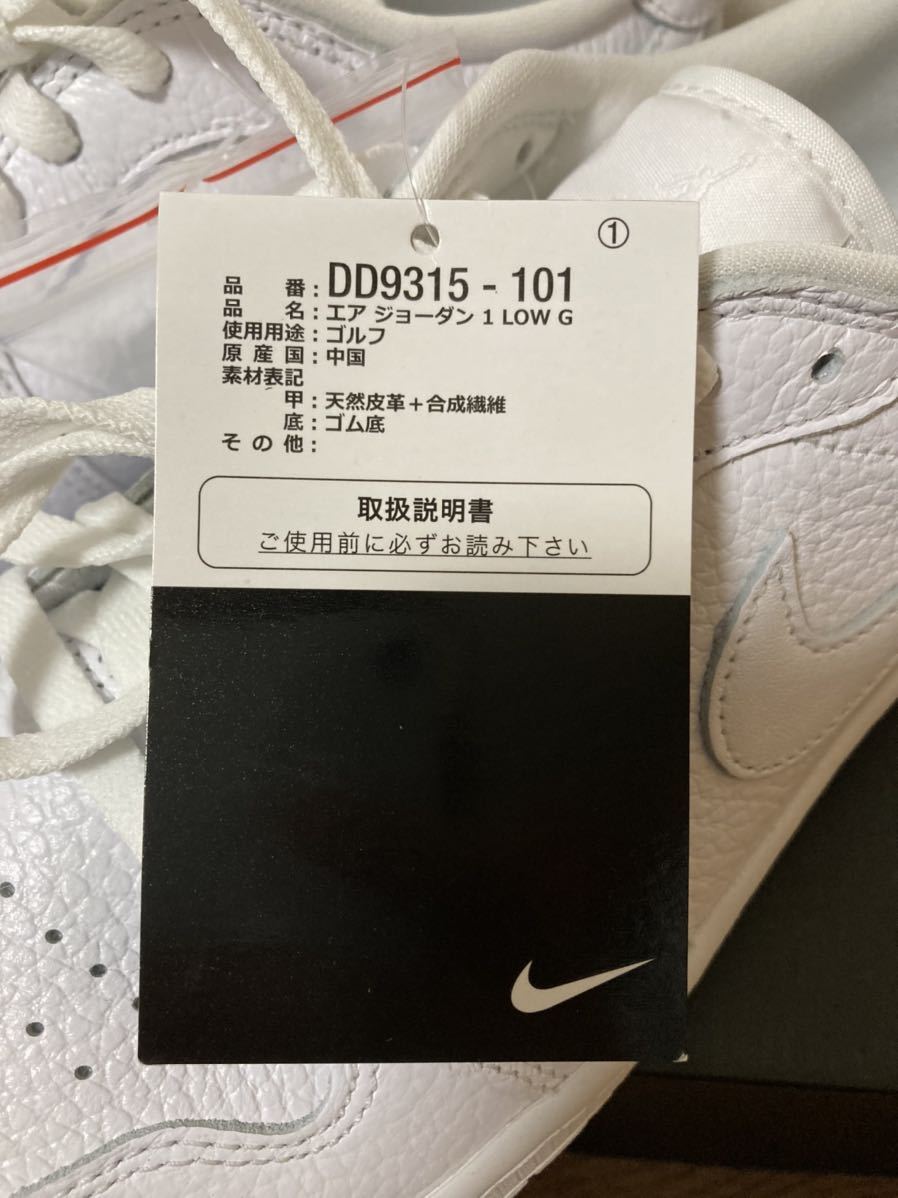 ①
品番：DD9315 - 101
品名：エア ジョーダン 1 LOW G
使用用途：ゴルフ
原産国：中国
素材表記
甲：天然皮革＋合成繊維
底：ゴム底
その他：
取扱説明書
ご使用前に必ずお読み下さい